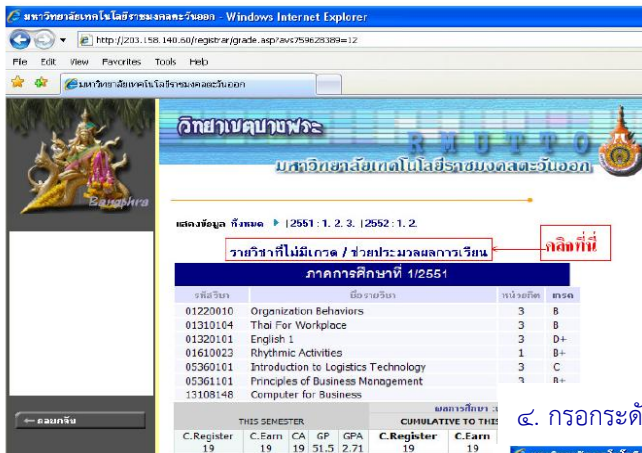 มหาวิทยาลัยเทคโนโลยีราชมงคลตะวันออก - Windows Internet Explorer
http://203.158.140.60/registrar/grade.asp?avs759628389=12
File Edit View Favorites Tools Help
มหาวิทยาลัยเทคโนโลยีราชมงคลตะวันออก
วิทยาเขตบางพระ
RMUTTO
มหาวิทยาลัยเทคโนโลยีราชมงคลตะวันออก
Bangphra
แสดงข้อมูล ทั้งหมด |2551 : 1. 2. 3. |2552 : 1. 2.
รายวิชาที่ไม่มีเกรด / ช่วยประมวลผลการเรียน
คลิกที่นี่
ภาคการศึกษาที่ 1/2551
รหัสวิชา ชื่อรายวิชา หน่วยกิต เกรด
01220010 Organization Behaviors 3 B
01310104 Thai For Workplace 3 B
01320101 English 1 3 D+
01610023 Rhythmic Activities 1 B+
05360101 Introduction to Logistics Technology 3 C
05361101 Principles of Business Management 3 B+
13108148 Computer for Business
ถอยกลับ
ผลการศึกษา
THIS SEMESTER CUMULATIVE TO THIS
C.Register C.Earn CA GP GPA C.Register C.Earn
19 19 19 51.5 2.71 19 19
๔. กรอกระดั